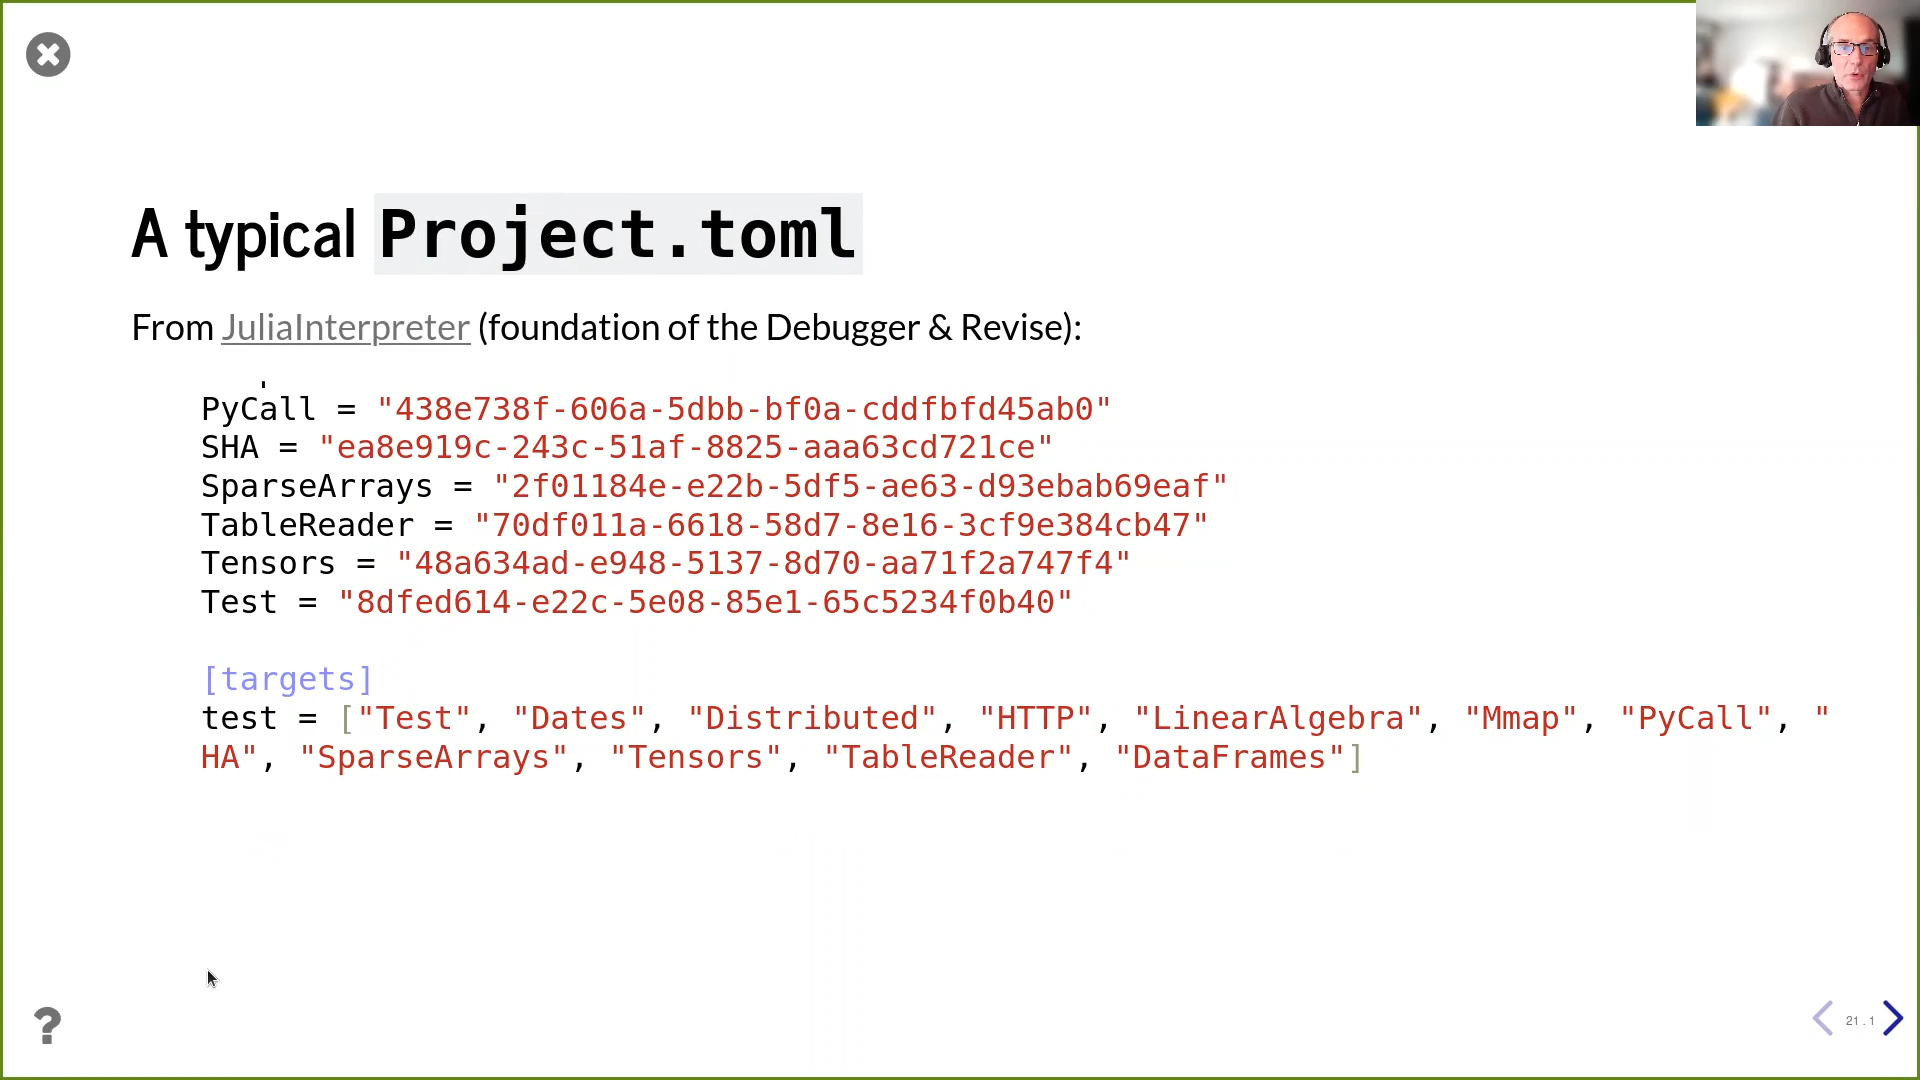 A typical Project.toml
From JuliaInterpreter (foundation of the Debugger & Revise):
PyCall = "438e738f-606a-5dbb-bf0a-cddfbfd45ab0"
SHA = "ea8e919c-243c-51af-8825-aaa63cd721ce"
SparseArrays = "2f01184e-e22b-5df5-ae63-d93ebab69eaf"
TableReader = "70df011a-6618-58d7-8e16-3cf9e384cb47"
Tensors = "48a634ad-e948-5137-8d70-aa71f2a747f4"
Test = "8dfed614-e22c-5e08-85e1-65c5234f0b40"
[targets]
test = ["Test", "Dates", "Distributed", "HTTP", "LinearAlgebra", "Mmap", "PyCall", "
HA", "SparseArrays", "Tensors", "TableReader", "DataFrames"]
?
21 . 1